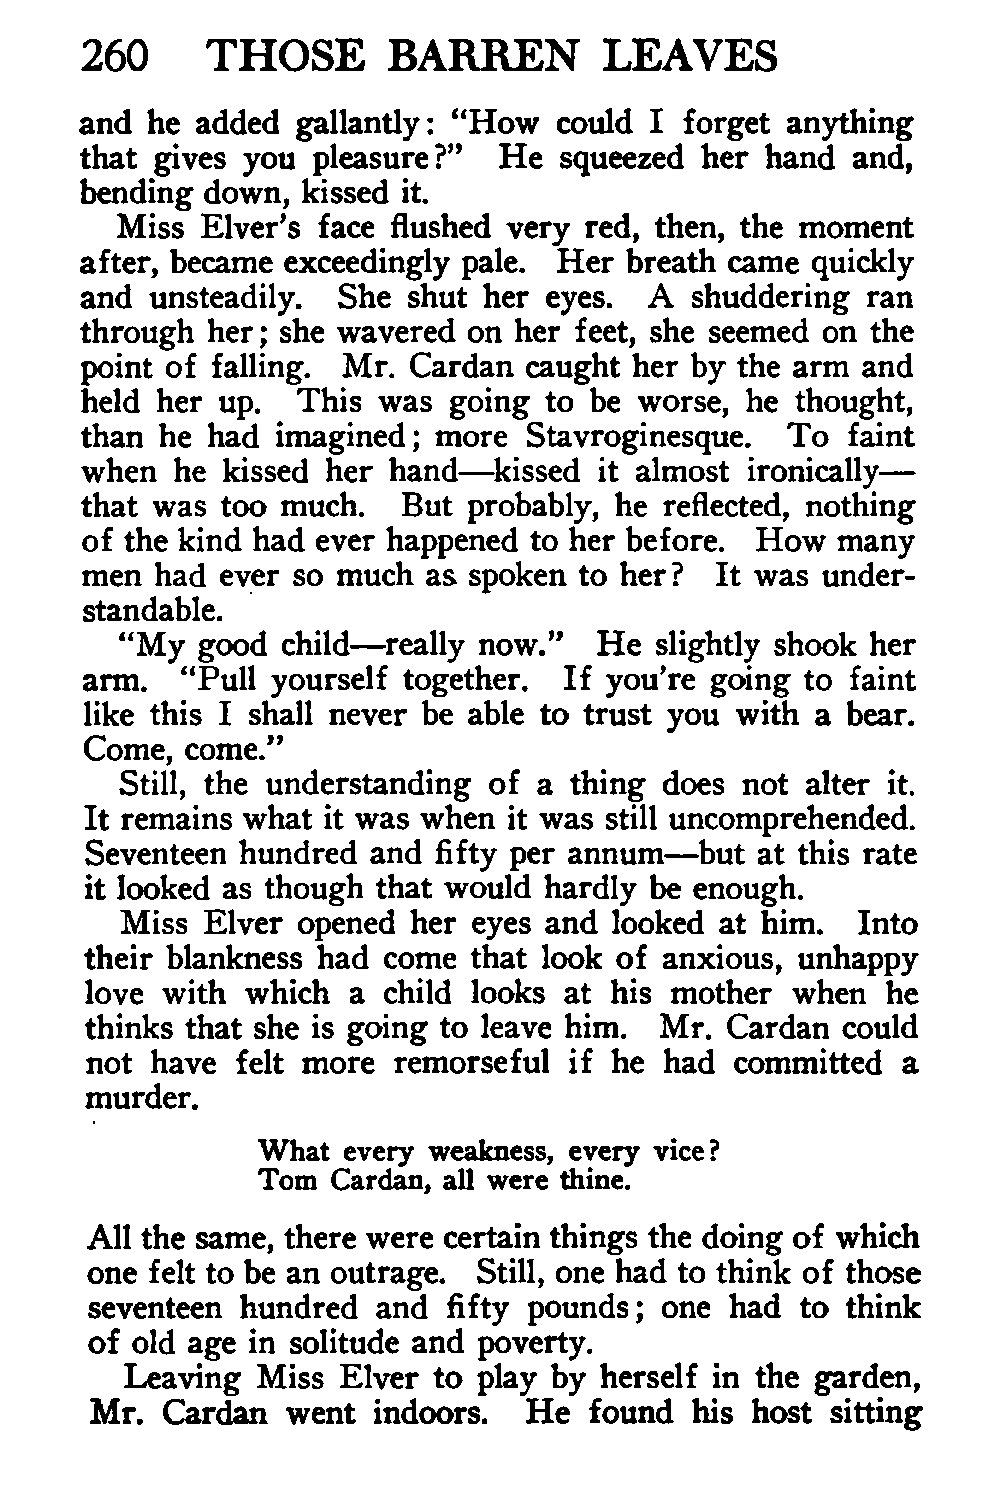 260 THOSE BARREN LEAVES
and he added gallantly: “How could I forget anything
that gives you pleasure?” He squeezed her hand and,
bending down, kissed it.
Miss Elver’s face flushed very red, then, the moment
after, became exceedingly pale. Her breath came quickly
and unsteadily. She shut her eyes. A shuddering ran
through her; she wavered on her feet, she seemed on the
point of falling. Mr. Cardan caught her by the arm and
held her up. This was going to be worse, he thought,
than he had imagined; more Stavroginesque. To faint
when he kissed her hand—kissed it almost ironically—
that was too much. But probably, he reflected, nothing
of the kind had ever happened to her before. How many
men had ever so much as spoken to her? It was under-
standable.
“My good child—really now.” He slightly shook her
arm. “Pull yourself together. If you’re going to faint
like this I shall never be able to trust you with a bear.
Come, come.”
Still, the understanding of a thing does not alter it.
It remains what it was when it was still uncomprehended.
Seventeen hundred and fifty per annum—but at this rate
it looked as though that would hardly be enough.
Miss Elver opened her eyes and looked at him. Into
their blankness had come that look of anxious, unhappy
love with which a child looks at his mother when he
thinks that she is going to leave him. Mr. Cardan could
not have felt more remorseful if he had committed a
murder.
What every weakness, every vice?
Tom Cardan, all were thine.
All the same, there were certain things the doing of which
one felt to be an outrage. Still, one had to think of those
seventeen hundred and fifty pounds; one had to think
of old age in solitude and poverty.
Leaving Miss Elver to play by herself in the garden,
Mr. Cardan went indoors. He found his host sitting